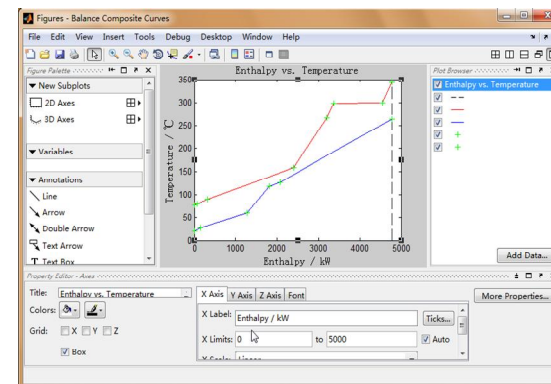 Figures - Balance Composite Curves
File Edit View Insert Tools Debug Desktop Window Help
Figure Palette
New Subplots
2D Axes
3D Axes
Variables
Annotations
Line
Arrow
Double Arrow
Text Arrow
Text Box
Enthalpy vs. Temperature
350
300
250
200
150
100
50
0
Temperature / ℃
0 1000 2000 3000 4000 5000
Enthalpy / kW
Plot Browser
Enthalpy vs. Temperature
Add Data...
Property Editor - Axes
Title: Enthalpy vs. Temperature
Colors:
Grid: X Y Z
Box
X Axis Y Axis Z Axis Font
X Label: Enthalpy / kW
Ticks...
X Limits: 0 to 5000 Auto
X Scale: Linear
More Properties...